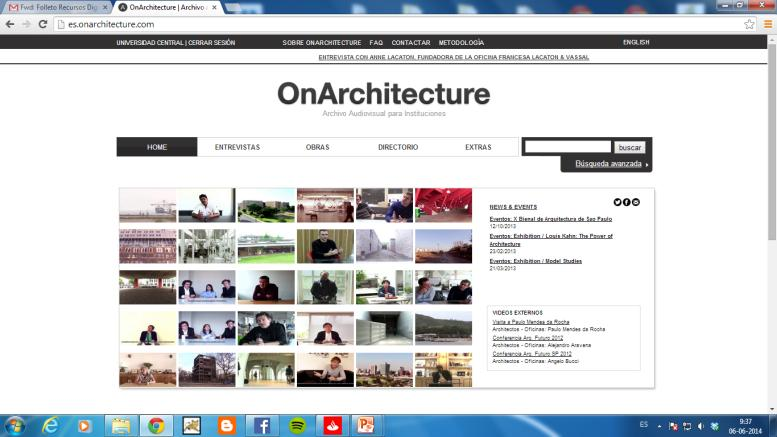 Fwd: Folleto Recursos Dig
OnArchitecture | Archivo
es.onarchitecture.com
UNIVERSIDAD CENTRAL | CERRAR SESIÓN
SOBRE ONARCHITECTURE FAQ CONTACTAR METODOLOGÍA
ENGLISH
ENTREVISTA CON ANNE LACATON, FUNDADORA DE LA OFICINA FRANCESA LACATON & VASSAL
OnArchitecture
Archivo Audiovisual para Instituciones
HOME ENTREVISTAS OBRAS DIRECTORIO EXTRAS
buscar
Búsqueda avanzada
NEWS & EVENTS
Eventos: X Bienal de Arquitectura de Sao Paulo
12/10/2013
Eventos: Exhibition / Louis Kahn: The Power of
Architecture
23/02/2013
Eventos: Exhibition / Model Studies
21/03/2013
VIDEOS EXTERNOS
Visita a Paulo Mendes da Rocha
Architectos - Oficinas: Paulo Mendes da Rocha
Conferencia Arq. Futuro 2012
Architectos - Oficinas: Alejandro Aravena
Conferencia Arq. Futuro SP 2012
Architectos - Oficinas: Angelo Bucci
ES
9:37
06-06-2014